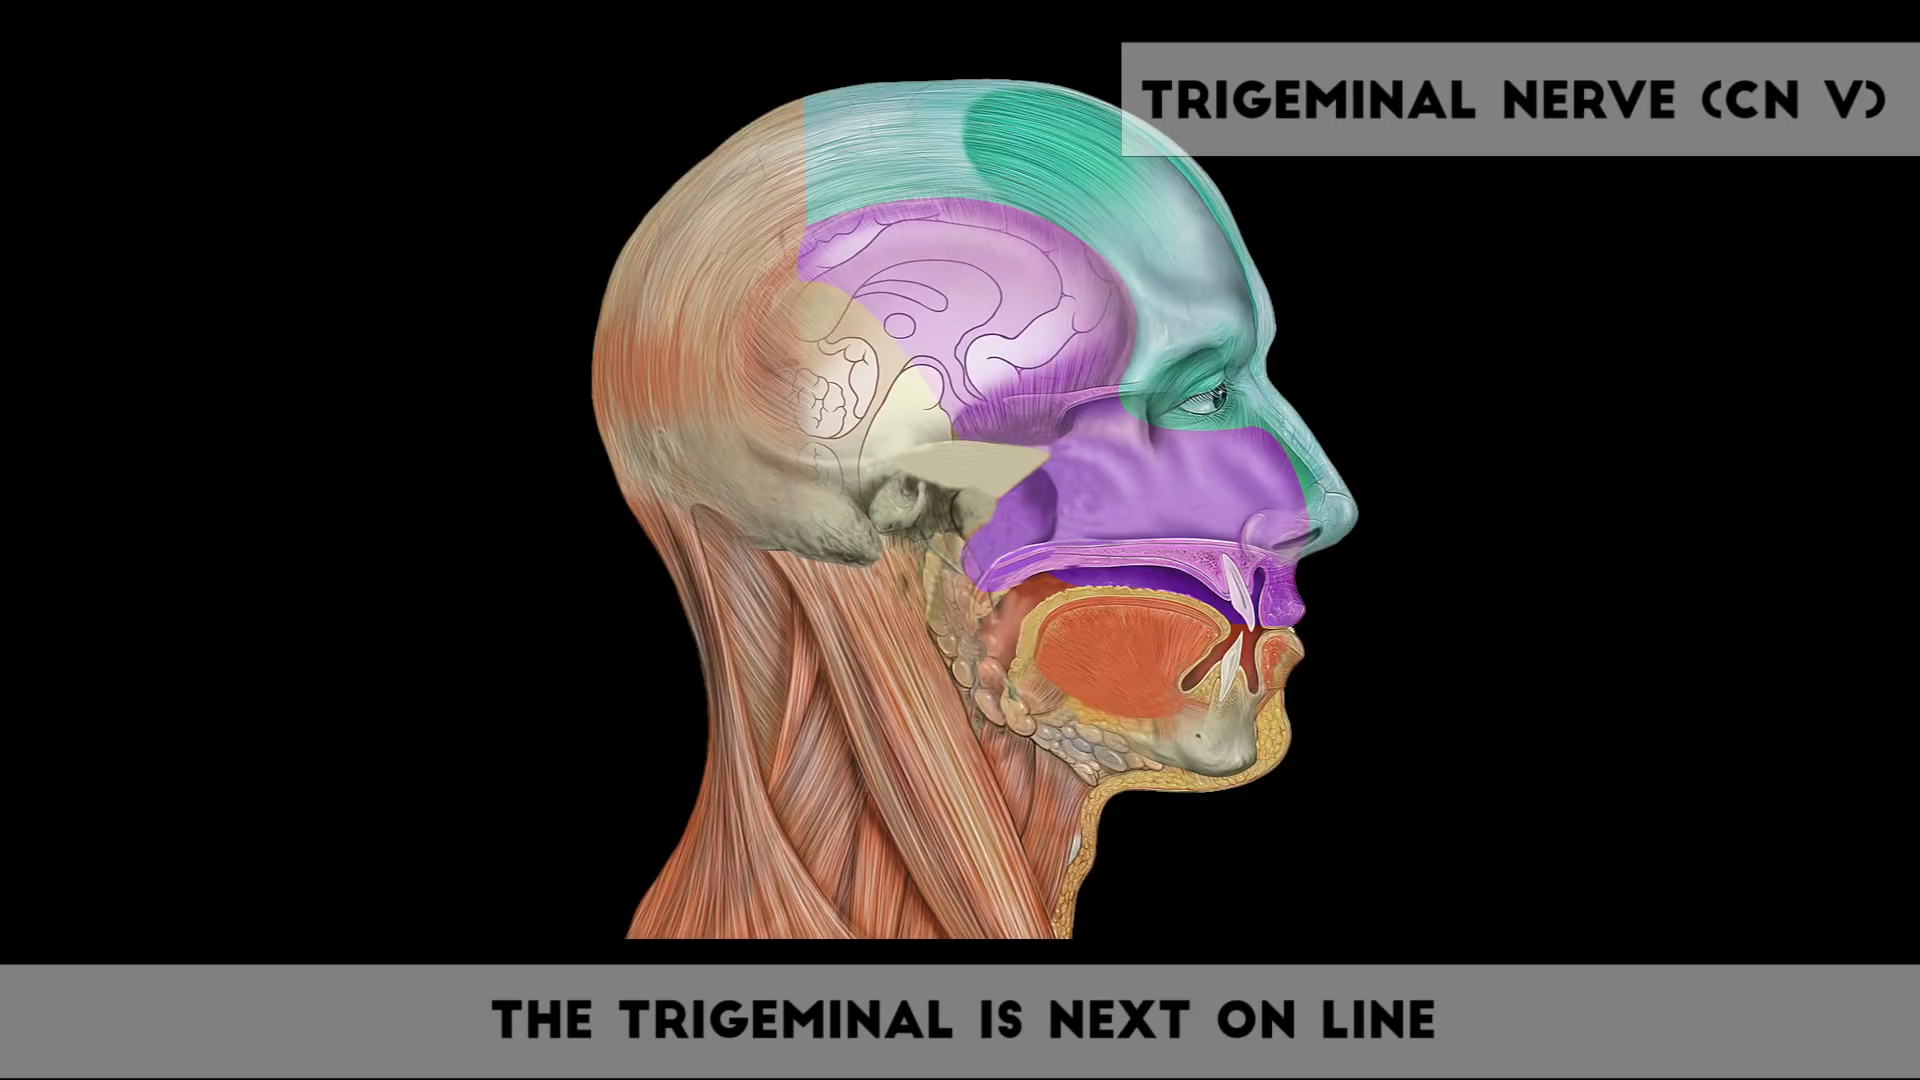 TRIGEMINAL NERVE (CN V)
THE TRIGEMINAL IS NEXT ON LINE